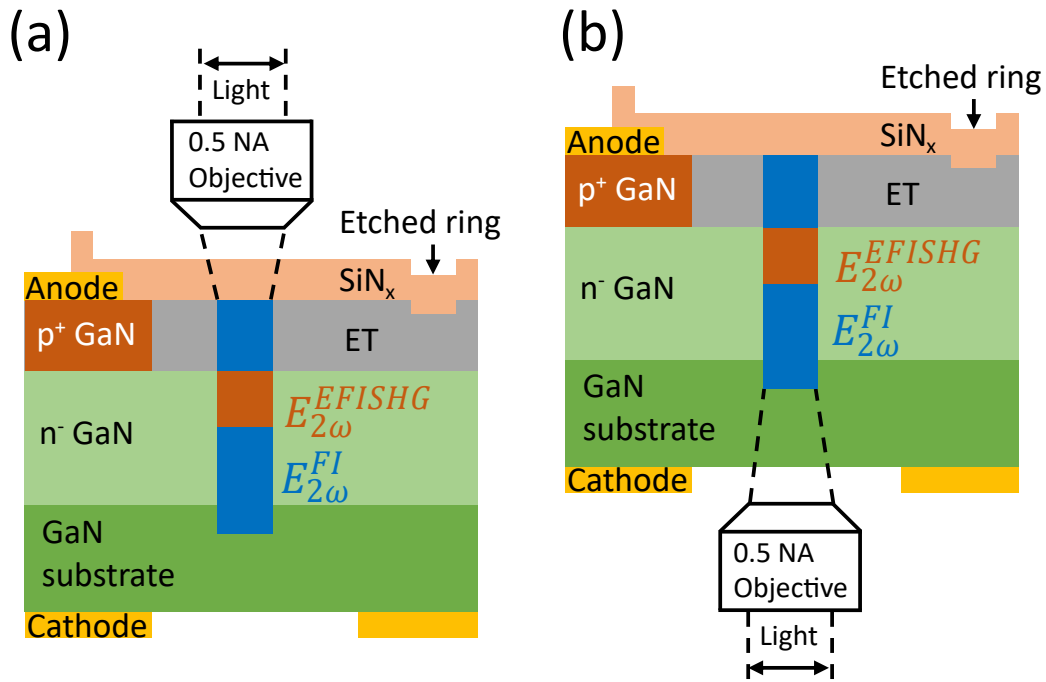 (a)
Light
0.5 NA
Objective
Etched ring
Anode
SiNₓ
p⁺ GaN
ET
n⁻ GaN
E₂ω^EFISHG
E₂ω^FI
GaN
substrate
Cathode
(b)
Etched ring
Anode
SiNₓ
p⁺ GaN
ET
n⁻ GaN
E₂ω^EFISHG
E₂ω^FI
GaN
substrate
Cathode
0.5 NA
Objective
Light